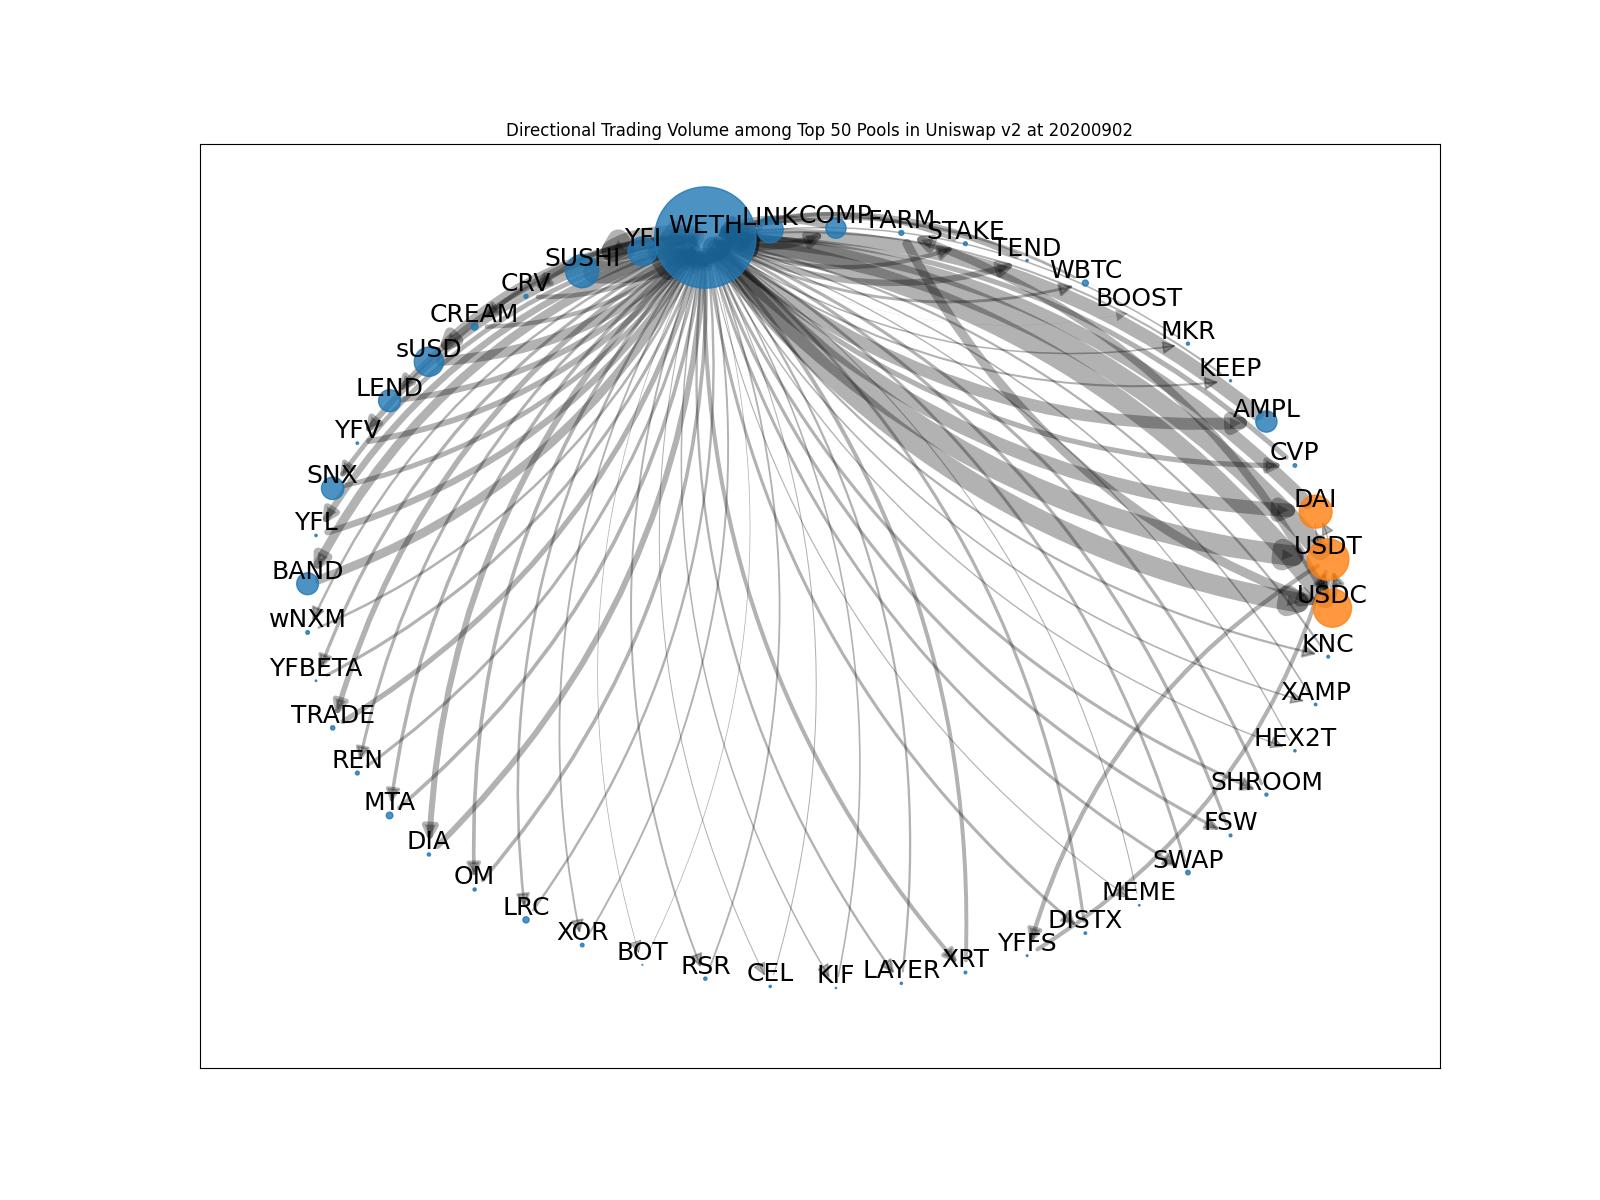 Directional Trading Volume among Top 50 Pools in Uniswap v2 at 20200902
WETH
LINK
COMP
FARM
STAKE
TEND
WBTC
BOOST
MKR
KEEP
AMPL
CVP
DAI
USDT
USDC
KNC
XAMP
HEX2T
SHROOM
FSW
SWAP
MEME
DISTX
YFFS
XRT
LAYER
KIF
CEL
RSR
BOT
XOR
LRC
OM
DIA
MTA
REN
TRADE
YFBETA
wNXM
BAND
YFL
SNX
YFV
LEND
sUSD
CREAM
CRV
SUSHI
YFI